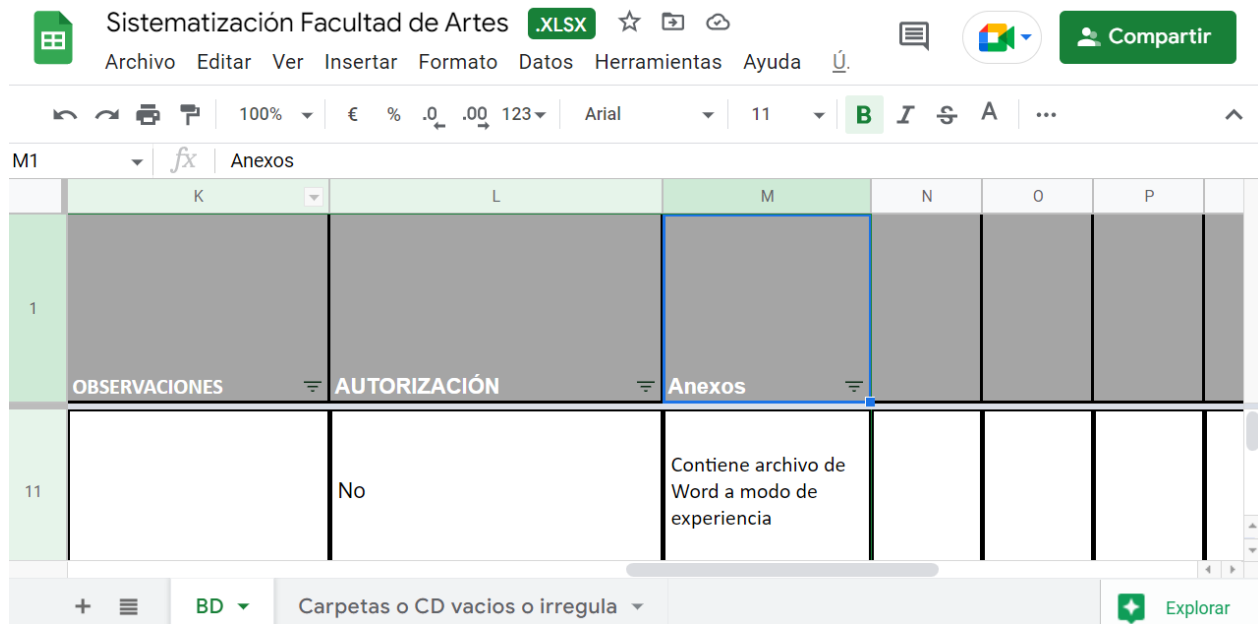 Sistematización Facultad de Artes .XLSX
Archivo Editar Ver Insertar Formato Datos Herramientas Ayuda Ú.
Compartir
100% € % .0 .00 123 Arial 11 B I S A ...
M1 fx Anexos
K L M N O P
1 OBSERVACIONES AUTORIZACIÓN Anexos
11 No Contiene archivo de
Word a modo de
experiencia
+ BD Carpetas o CD vacios o irregula Explorar